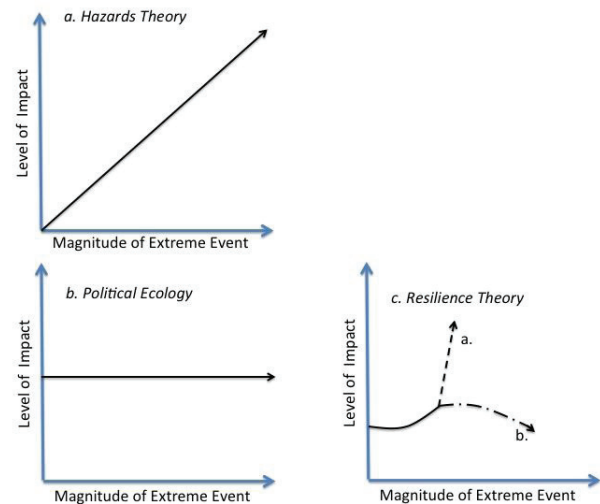 a. Hazards Theory
Level of Impact
Magnitude of Extreme Event
b. Political Ecology
Level of Impact
Magnitude of Extreme Event
c. Resilience Theory
a.
b.
Level of Impact
Magnitude of Extreme Event